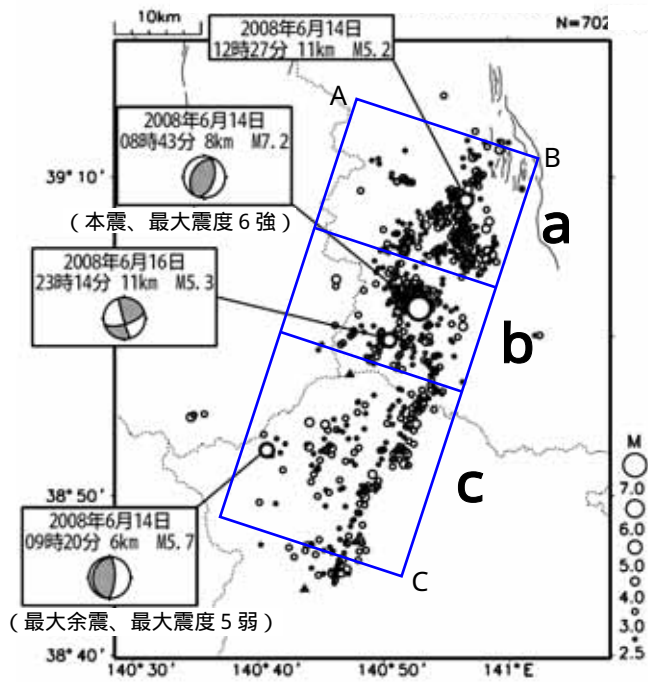 10km
N=702
2008年6月14日
12時27分 11km M5.2
A
B
2008年6月14日
08時43分 8km M7.2
(本震、最大震度6強)
39°10'
a
2008年6月16日
23時14分 11km M5.3
b
c
M
7.0
6.0
5.0
4.0
3.0
2.5
38°50'
2008年6月14日
09時20分 6km M5.7
(最大余震、最大震度5弱)
C
38°40'
140°30' 140°40' 140°50' 141°E